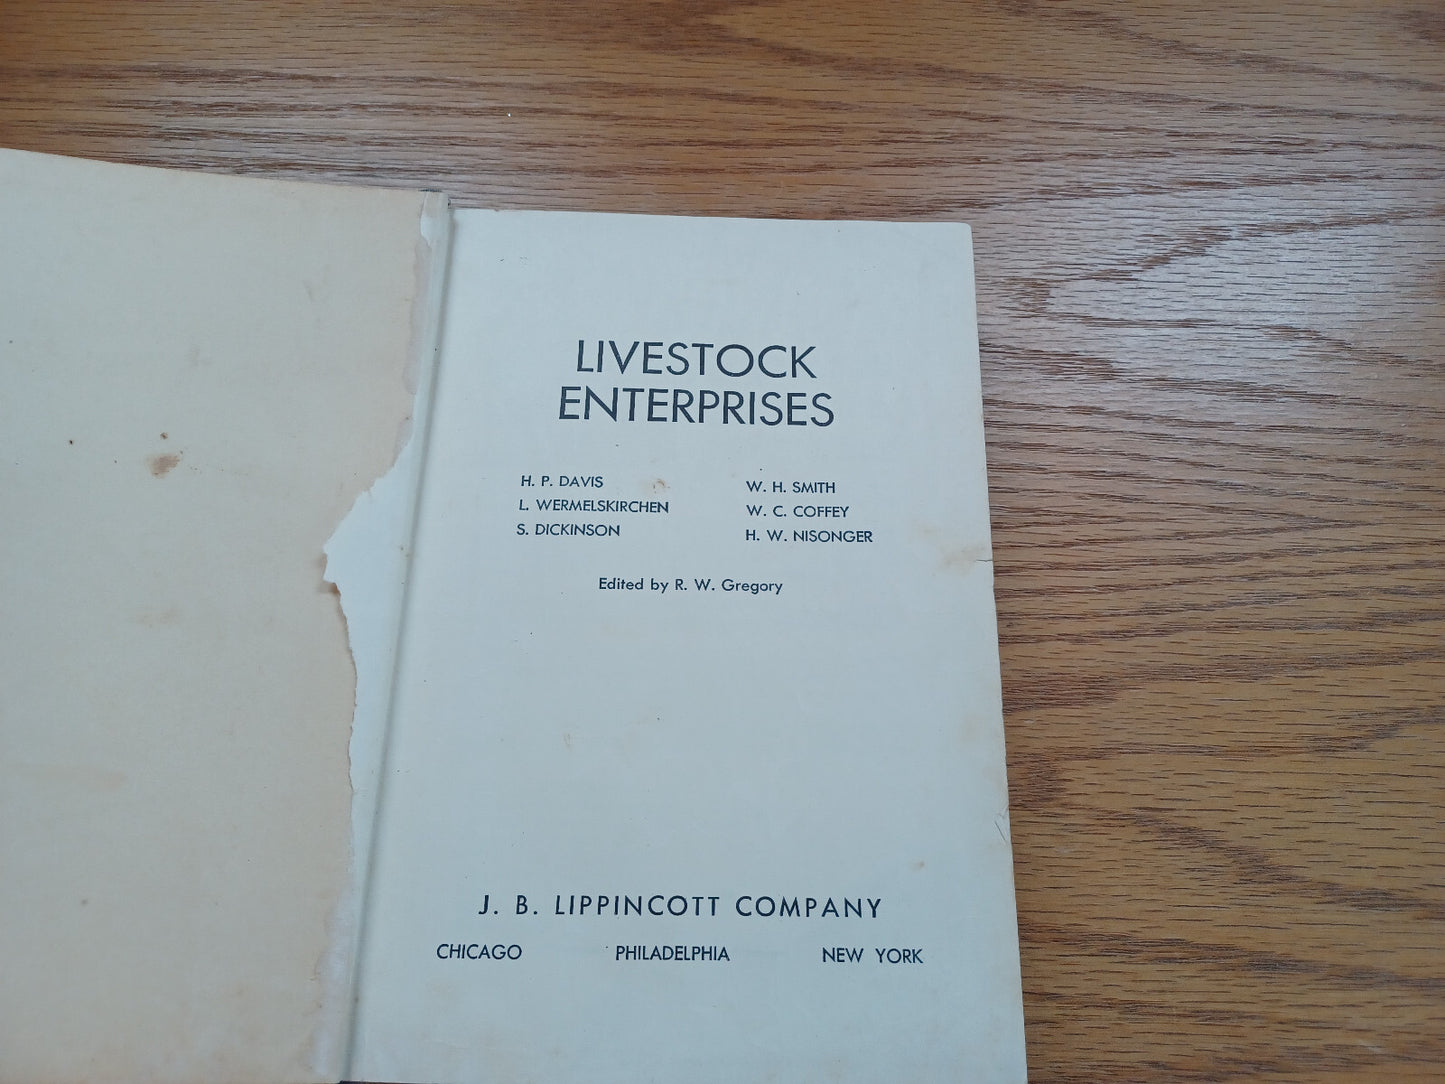 LIVESTOCK
ENTERPRISES
H. P. DAVIS
L. WERMELSKIRCHEN
S. DICKINSON
W. H. SMITH
W. C. COFFEY
H. W. NISONGER
Edited by R. W. Gregory
J. B. LIPPINCOTT COMPANY
CHICAGO PHILADELPHIA NEW YORK